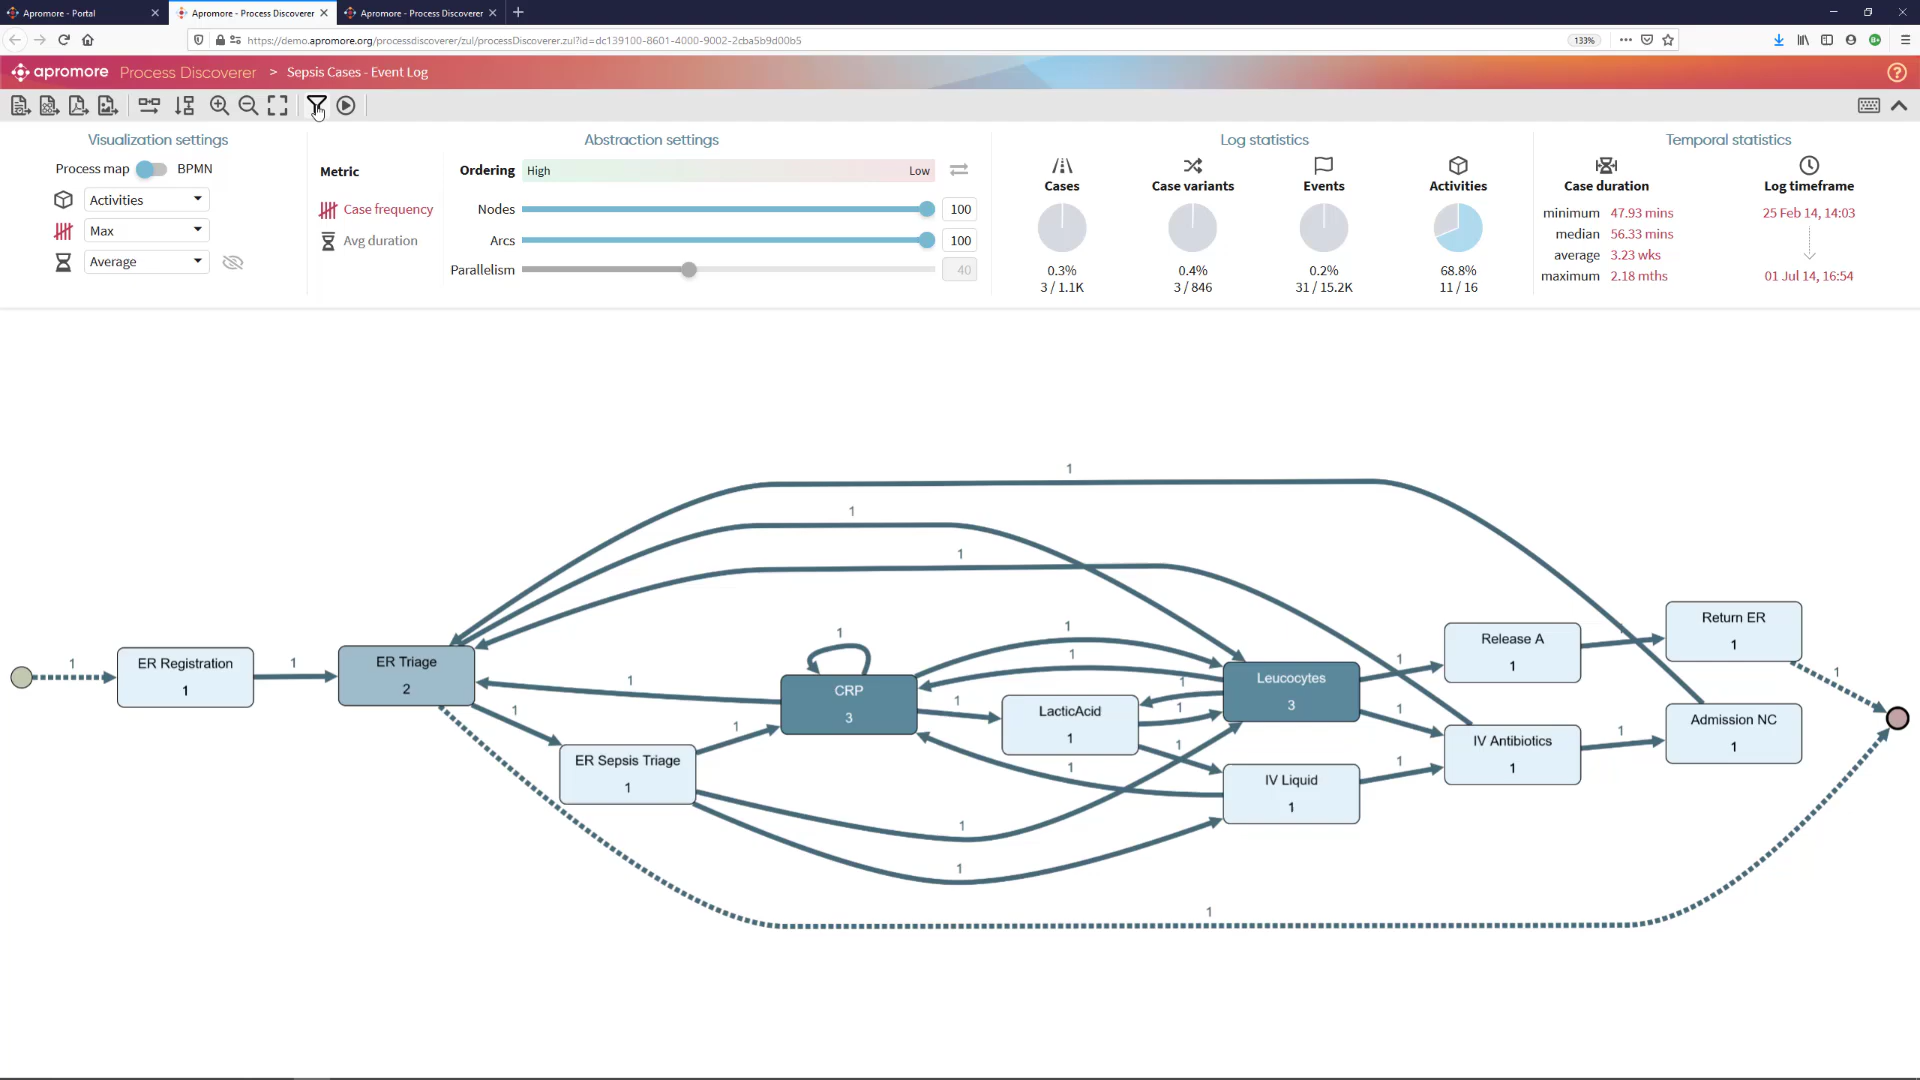 Apromore - Portal
Apromore - Process Discoverer
Apromore - Process Discoverer
https://demo.apromore.org/processdiscoverer/zul/processDiscoverer.zul?id=dc139100-8601-4000-9002-2cba5b9d00b5
133%
apromore Process Discoverer > Sepsis Cases - Event Log
Visualization settings
Process map BPMN
Activities
Max
Average
Abstraction settings
Metric
Case frequency
Avg duration
Ordering High Low
Nodes 100
Arcs 100
Parallelism 40
Log statistics
Cases
0.3%
3 / 1.1K
Case variants
0.4%
3 / 846
Events
0.2%
31 / 15.2K
Activities
68.8%
11 / 16
Temporal statistics
Case duration
minimum 47.93 mins
median 56.33 mins
average 3.23 wks
maximum 2.18 mths
Log timeframe
25 Feb 14, 14:03
01 Jul 14, 16:54
1
1
1
1
ER Registration
1
1
ER Triage
2
1
1
ER Sepsis Triage
1
1
1
CRP
3
1
1
1
LacticAcid
1
1
1
1
1
1
1
Leucocytes
3
IV Liquid
1
1
1
1
Release A
1
IV Antibiotics
1
1
Return ER
1
Admission NC
1
1
1